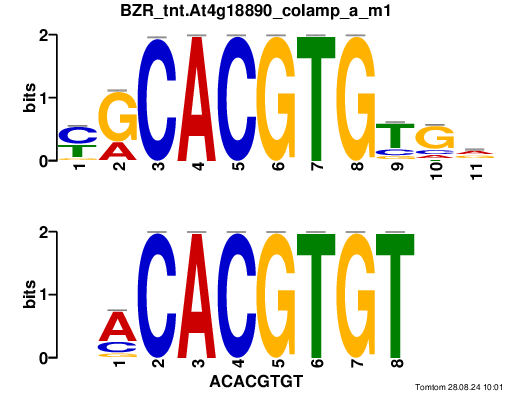 BZR_tnt.At4g18890_colamp_a_m1
2
1
0
bits
C
T
G
A
C
A
C
G
T
G
T
C
G
G
C
A
A
1 2 3 4 5 6 7 8 9 10 11
2
1
0
bits
A
C
G
C
A
C
G
T
G
T
1 2 3 4 5 6 7 8
ACACGTGT
Tomtom 28.08.24 10:01